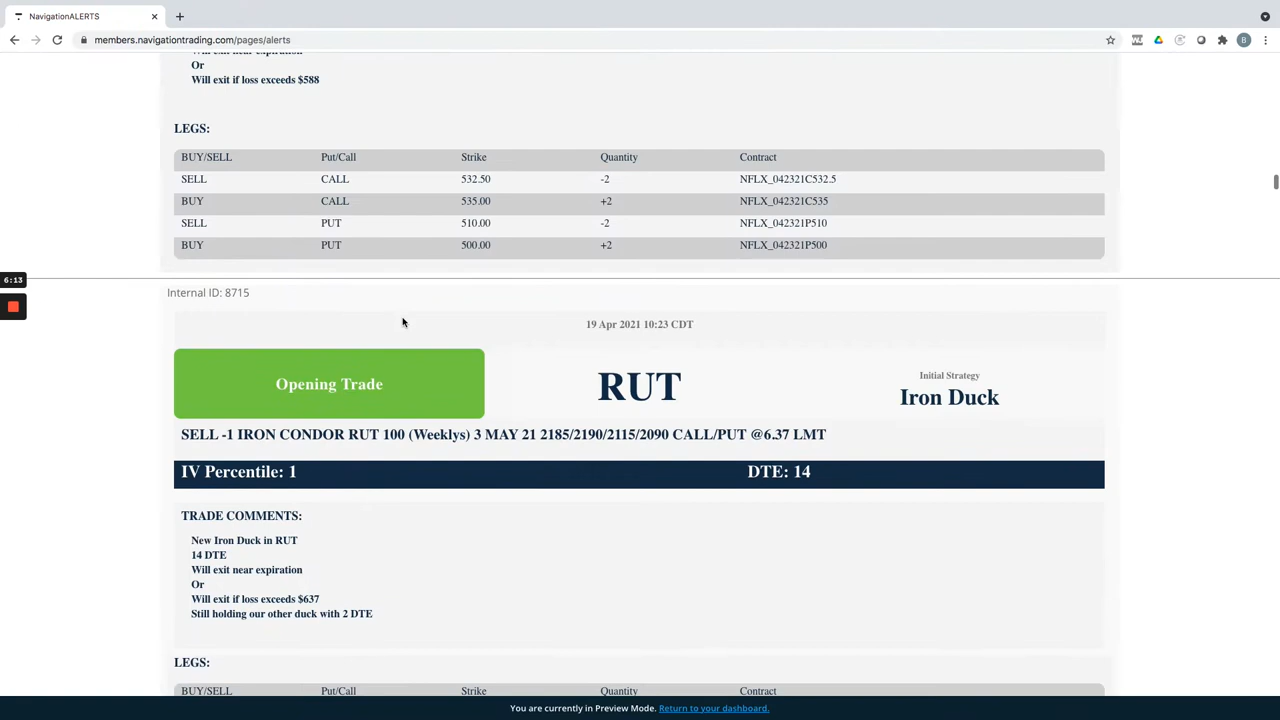 NavigationALERTS
members.navigationtrading.com/pages/alerts
Will exit near expiration
Or
Will exit if loss exceeds $588
LEGS:
BUY/SELL Put/Call Strike Quantity Contract
SELL CALL 532.50 -2 NFLX_042321C532.5
BUY CALL 535.00 +2 NFLX_042321C535
SELL PUT 510.00 -2 NFLX_042321P510
BUY PUT 500.00 +2 NFLX_042321P500
6:13
Internal ID: 8715
19 Apr 2021 10:23 CDT
Opening Trade
RUT
Initial Strategy
Iron Duck
SELL -1 IRON CONDOR RUT 100 (Weeklys) 3 MAY 21 2185/2190/2115/2090 CALL/PUT @6.37 LMT
IV Percentile: 1 DTE: 14
TRADE COMMENTS:
New Iron Duck in RUT
14 DTE
Will exit near expiration
Or
Will exit if loss exceeds $637
Still holding our other duck with 2 DTE
LEGS:
BUY/SELL Put/Call Strike Quantity Contract
You are currently in Preview Mode. Return to your dashboard.